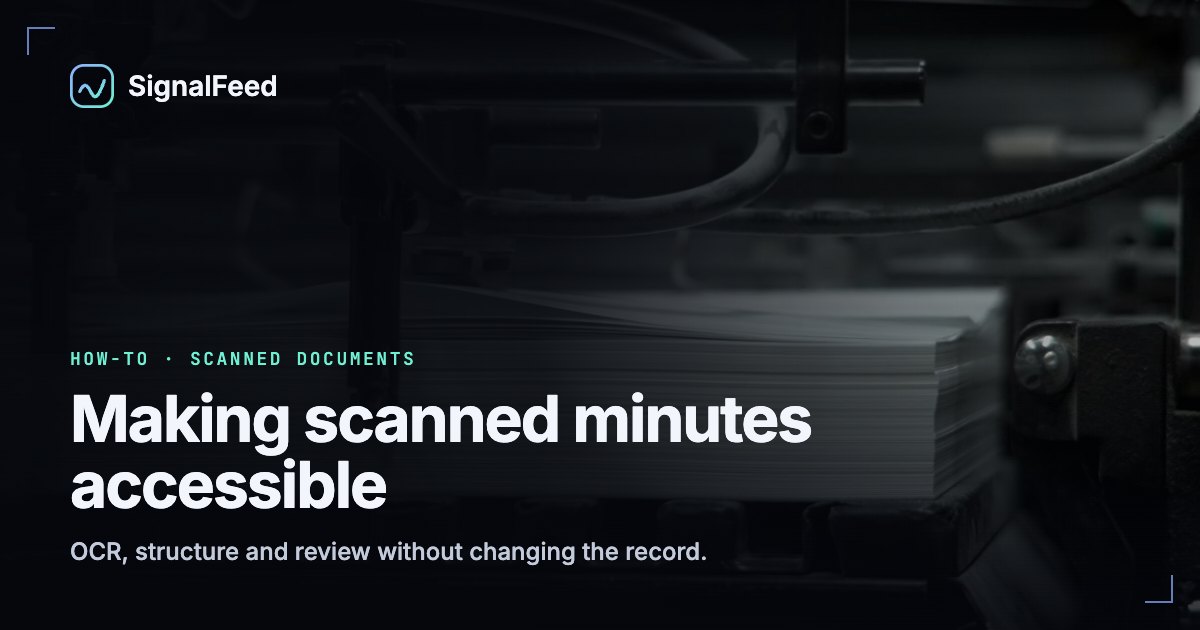 SignalFeed
HOW-TO · SCANNED DOCUMENTS
Making scanned minutes
accessible
OCR, structure and review without changing the record.